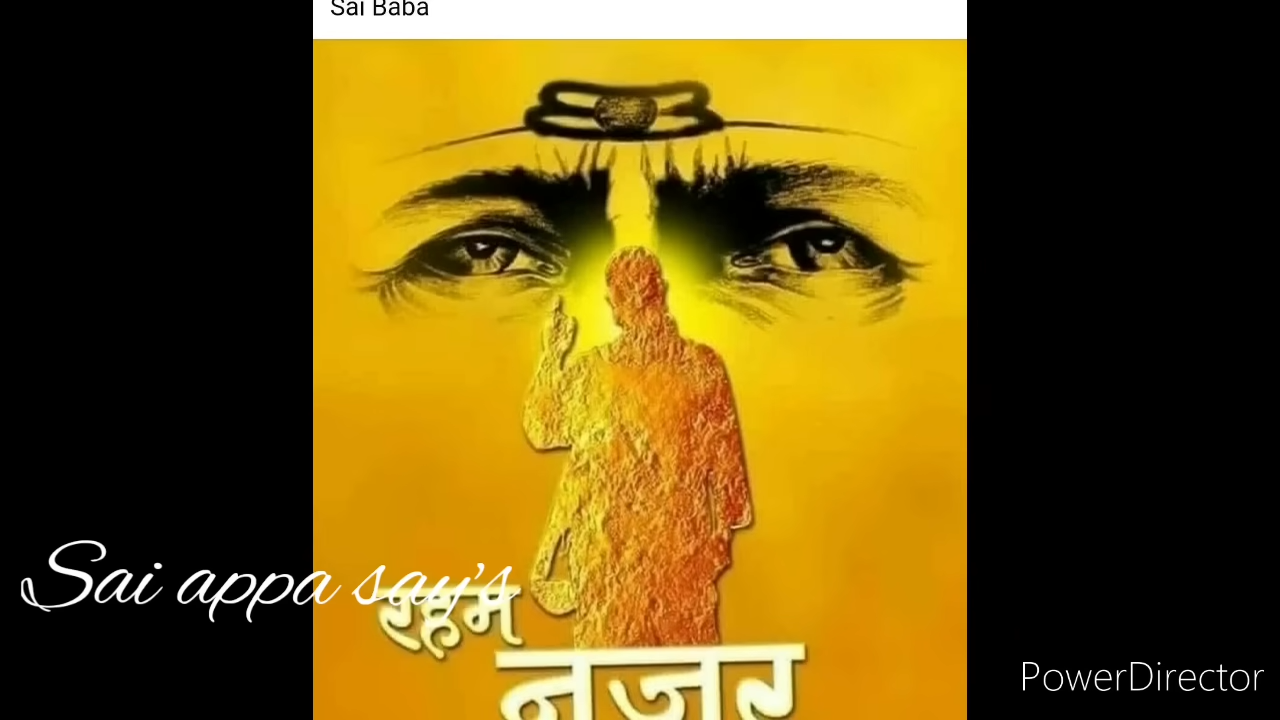 Sai Baba
Sai appa say's
रहम
नजर
PowerDirector